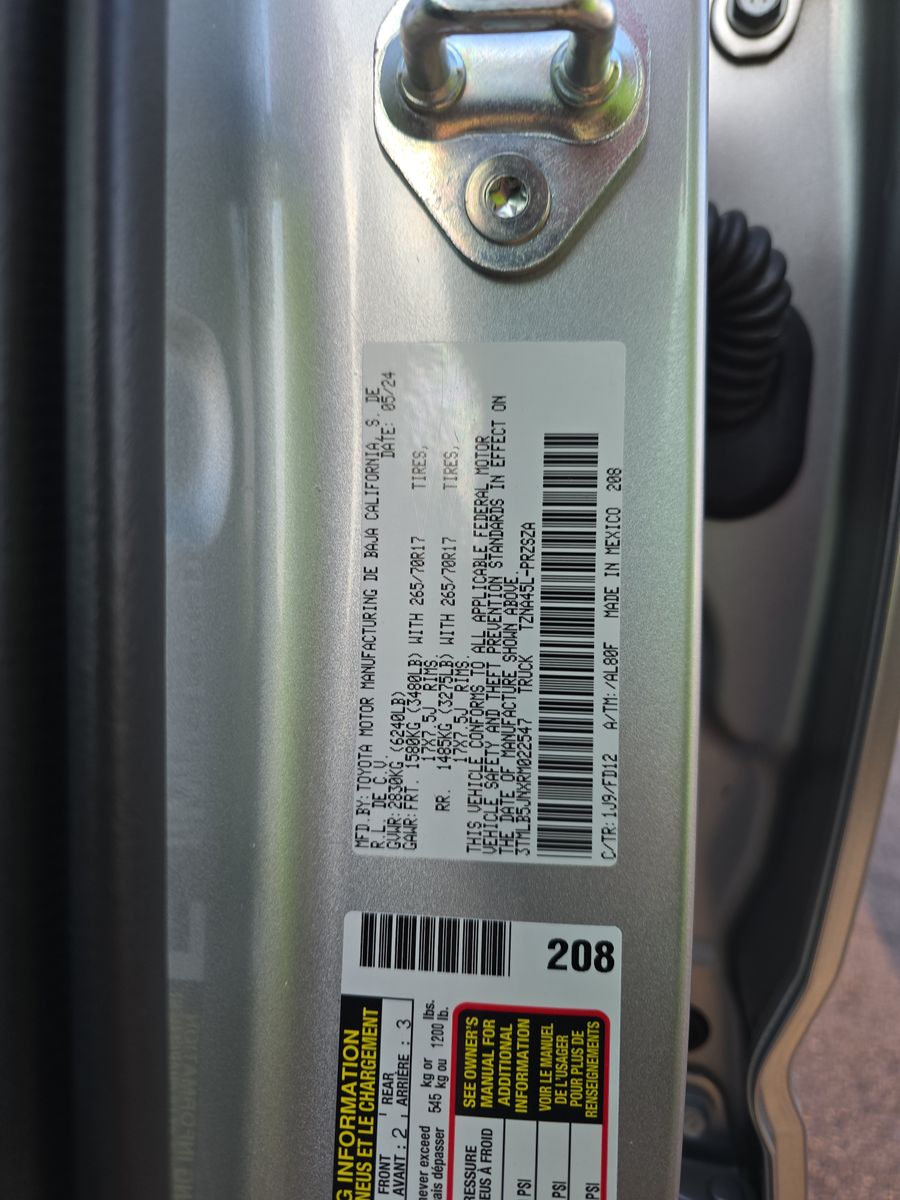 MFD.BY:TOYOTA MOTOR MANUFACTURING DE BAJA CALIFORNIA, S. DE
R.L. DE C.V. DATE: 05/24
GVWR: 2830KG (6240LB)
GAWR:FRT. 1580KG (3480LB) WITH 265/70R17 TIRES,
17X7.5J RIMS.
RR. 1485KG (3275LB) WITH 265/70R17 TIRES,
17X7.5J RIMS.
THIS VEHICLE CONFORMS TO ALL APPLICABLE FEDERAL MOTOR
VEHICLE SAFETY AND THEFT PREVENTION STANDARDS IN EFFECT ON
THE DATE OF MANUFACTURE SHOWN ABOVE.
3TMLB5JNXRM022547 TRUCK TZNA45L-PRZSZA
C/TR:1J9/FD12 A/TM:/AL80F MADE IN MEXICO 208
208
G INFORMATION
NEUS ET LE CHARGEMENT
FRONT REAR
AVANT : 2 , ARRIÈRE : 3
never exceed 545 kg or 1200 lbs.
ais dépasser kg ou lb.
RESSURE
EUS À FROID
PSI
PSI
PSI
SEE OWNER'S
MANUAL FOR
ADDITIONAL
INFORMATION
VOIR LE MANUEL
DE L'USAGER
POUR PLUS DE
RENSEIGNEMENTS